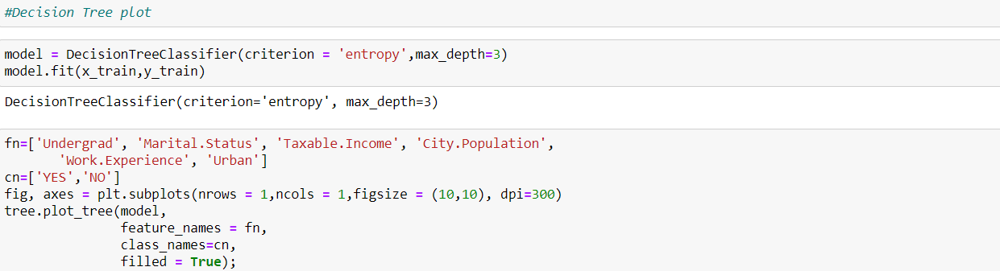 #Decision Tree plot
model = DecisionTreeClassifier(criterion = 'entropy',max_depth=3)
model.fit(x_train,y_train)
DecisionTreeClassifier(criterion='entropy', max_depth=3)
fn=['Undergrad', 'Marital.Status', 'Taxable.Income', 'City.Population',
       'Work.Experience', 'Urban']
cn=['YES','NO']
fig, axes = plt.subplots(nrows = 1,ncols = 1,figsize = (10,10), dpi=300)
tree.plot_tree(model,
               feature_names = fn,
               class_names=cn,
               filled = True);